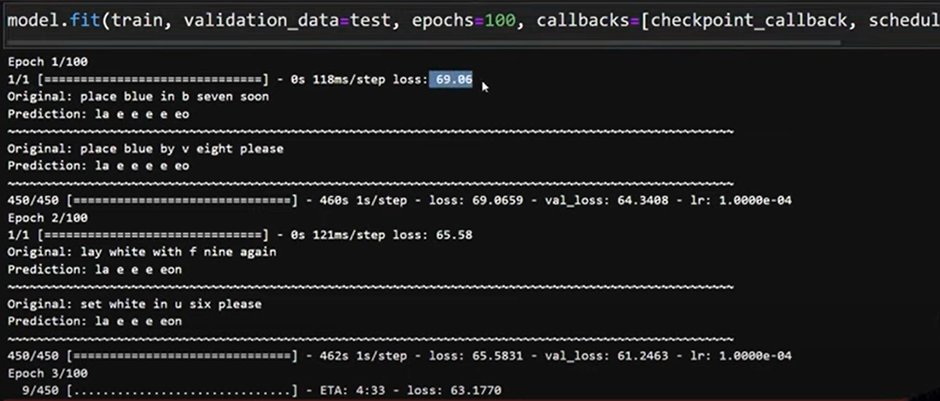 model.fit(train, validation_data=test, epochs=100, callbacks=[checkpoint_callback, schedul
Epoch 1/100
1/1 [==============================] - 0s 118ms/step loss: 69.06
Original: place blue in b seven soon
Prediction: la e e e e eo
~~~~~~~~~~~~~~~~~~~~~~~~~~~~~~~~~~~~~~~~~~~~~~~~~~~~~~~~~~~~~~~~~~~~~~~~~~~~~~~~~~~~~~~~~~~~~~~~~~~~
Original: place blue by v eight please
Prediction: la e e e e eo
~~~~~~~~~~~~~~~~~~~~~~~~~~~~~~~~~~~~~~~~~~~~~~~~~~~~~~~~~~~~~~~~~~~~~~~~~~~~~~~~~~~~~~~~~~~~~~~~~~~~
450/450 [==============================] - 460s 1s/step - loss: 69.0659 - val_loss: 64.3408 - lr: 1.0000e-04
Epoch 2/100
1/1 [==============================] - 0s 121ms/step loss: 65.58
Original: lay white with f nine again
Prediction: la e e e eon
~~~~~~~~~~~~~~~~~~~~~~~~~~~~~~~~~~~~~~~~~~~~~~~~~~~~~~~~~~~~~~~~~~~~~~~~~~~~~~~~~~~~~~~~~~~~~~~~~~~~
Original: set white in u six please
Prediction: la e e e eon
~~~~~~~~~~~~~~~~~~~~~~~~~~~~~~~~~~~~~~~~~~~~~~~~~~~~~~~~~~~~~~~~~~~~~~~~~~~~~~~~~~~~~~~~~~~~~~~~~~~~
450/450 [==============================] - 462s 1s/step - loss: 65.5831 - val_loss: 61.2463 - lr: 1.0000e-04
Epoch 3/100
9/450 [..............................] - ETA: 4:33 - loss: 63.1770